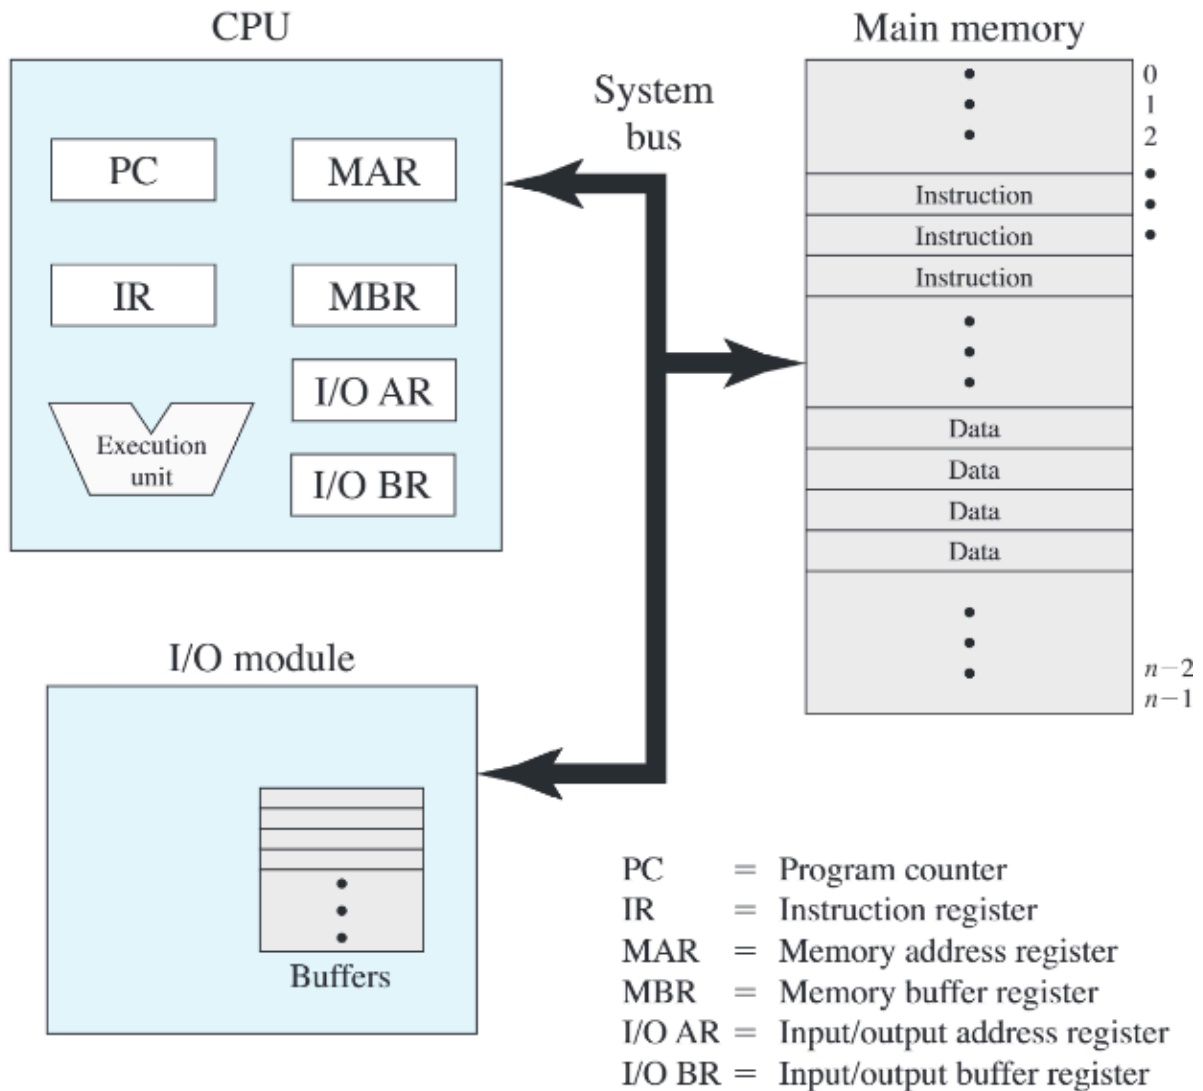 CPU
PC
MAR
IR
MBR
I/O AR
Execution
unit
I/O BR
System
bus
Main memory
0
1
2
Instruction
Instruction
Instruction
Data
Data
Data
Data
n−2
n−1
I/O module
Buffers
PC = Program counter
IR = Instruction register
MAR = Memory address register
MBR = Memory buffer register
I/O AR = Input/output address register
I/O BR = Input/output buffer register